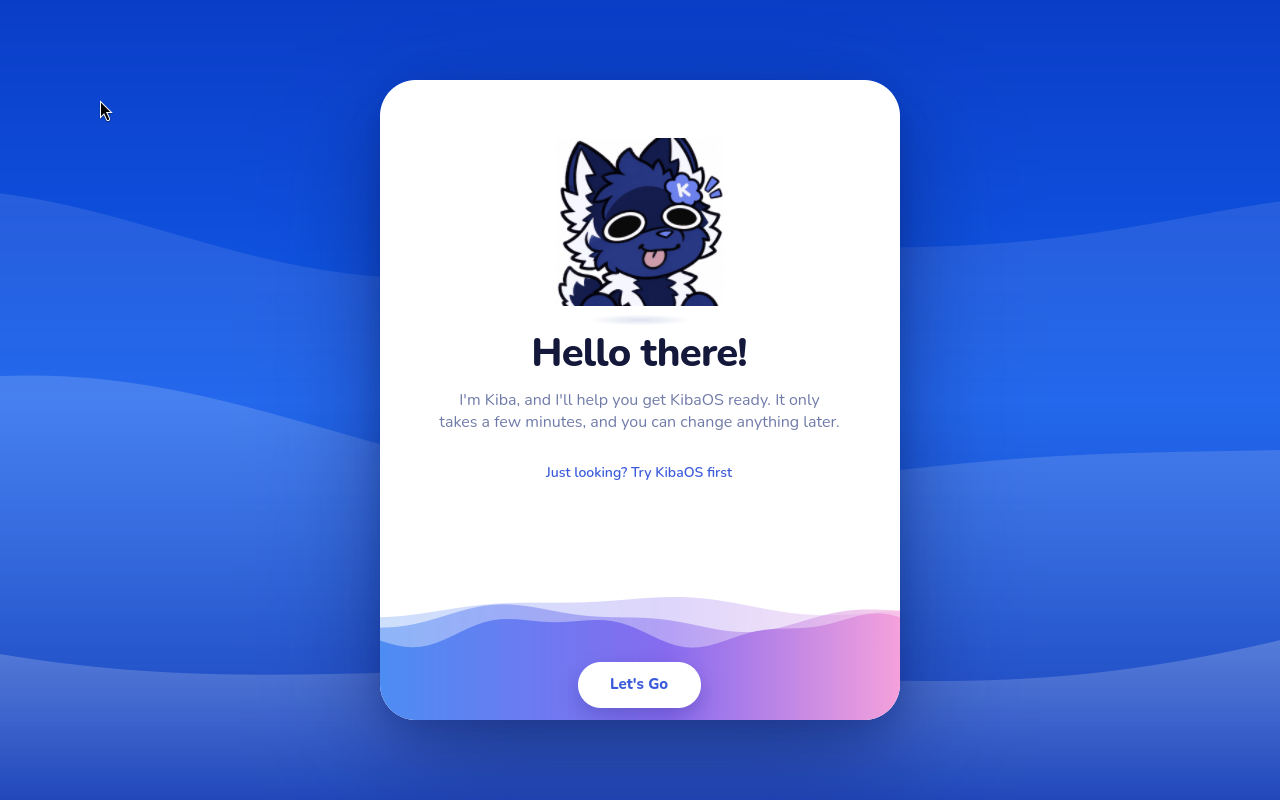 K
Hello there!
I'm Kiba, and I'll help you get KibaOS ready. It only
takes a few minutes, and you can change anything later.
Just looking? Try KibaOS first
Let's Go